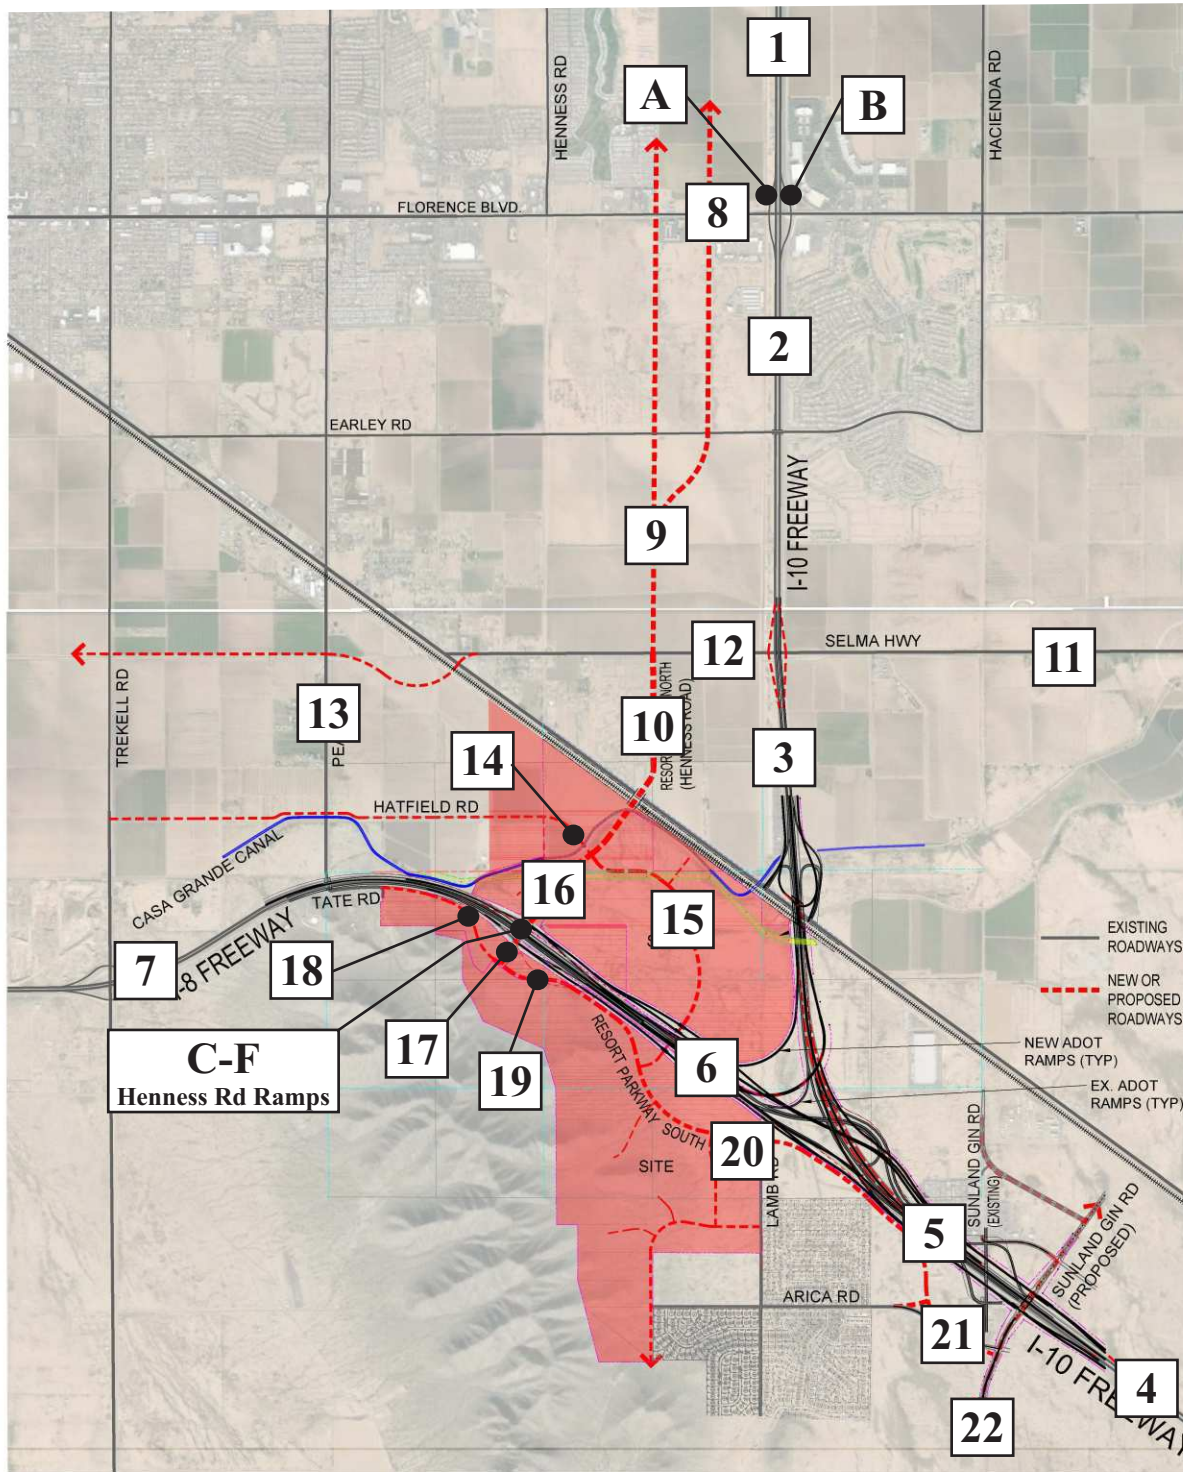 1
HENNESS RD
HACIENDA RD
A
B
8
FLORENCE BLVD.
2
EARLEY RD
I-10 FREEWAY
9
12
SELMA HWY
11
TREKELL RD
13
PEA
10
RESOR
NORTH
(HENNESS ROAD)
3
14
HATFIELD RD
CASA GRANDE CANAL
16
TATE RD
15
S
EXISTING
ROADWAYS
7
I-8 FREEWAY
18
NEW OR
PROPOSED
ROADWAYS
17
19
C-F
Henness Rd Ramps
RESORT PARKWAY SOUTH
6
NEW ADOT
RAMPS (TYP)
EX. ADOT
RAMPS (TYP)
20
SITE
LAMB RD
SUNLAND GIN RD
(EXISTING)
SUNLAND GIN RD
(PROPOSED)
5
ARICA RD
21
I-10 FREEWAY
4
22